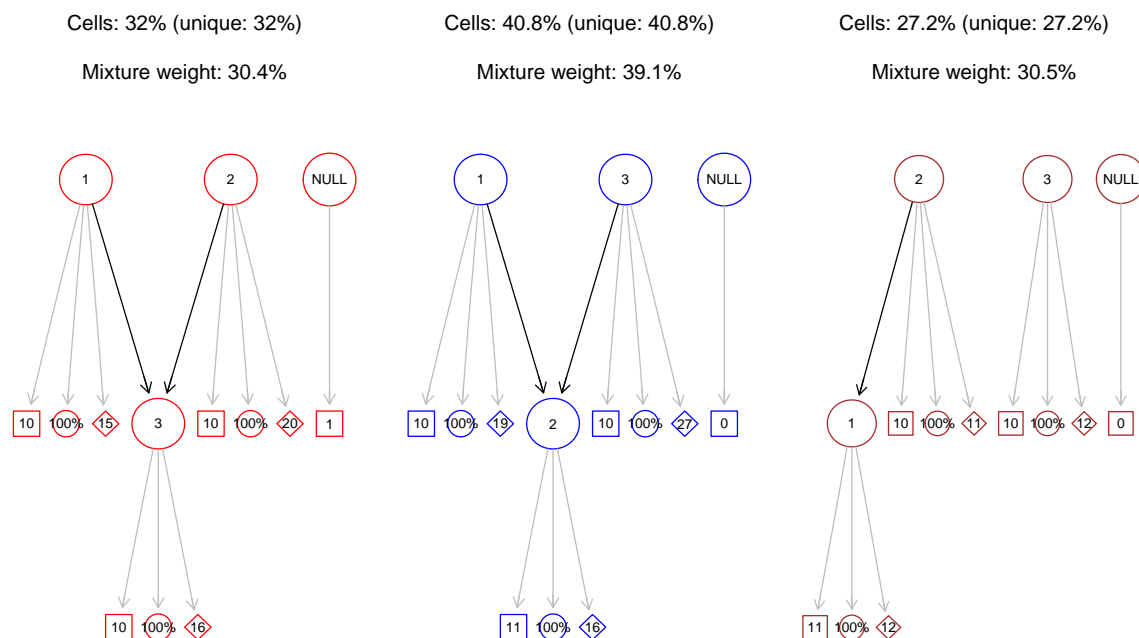 Cells: 32% (unique: 32%) Cells: 40.8% (unique: 40.8%) Cells: 27.2% (unique: 27.2%)
Mixture weight: 30.4% Mixture weight: 39.1% Mixture weight: 30.5%
1 2 NULL 1 3 NULL 2 3 NULL
10 100% 15 3 10 100% 20 1 10 100% 19 2 10 100% 27 0 1 10 100% 11 10 100% 12 0
10 100% 16 11 100% 16 11 100% 12